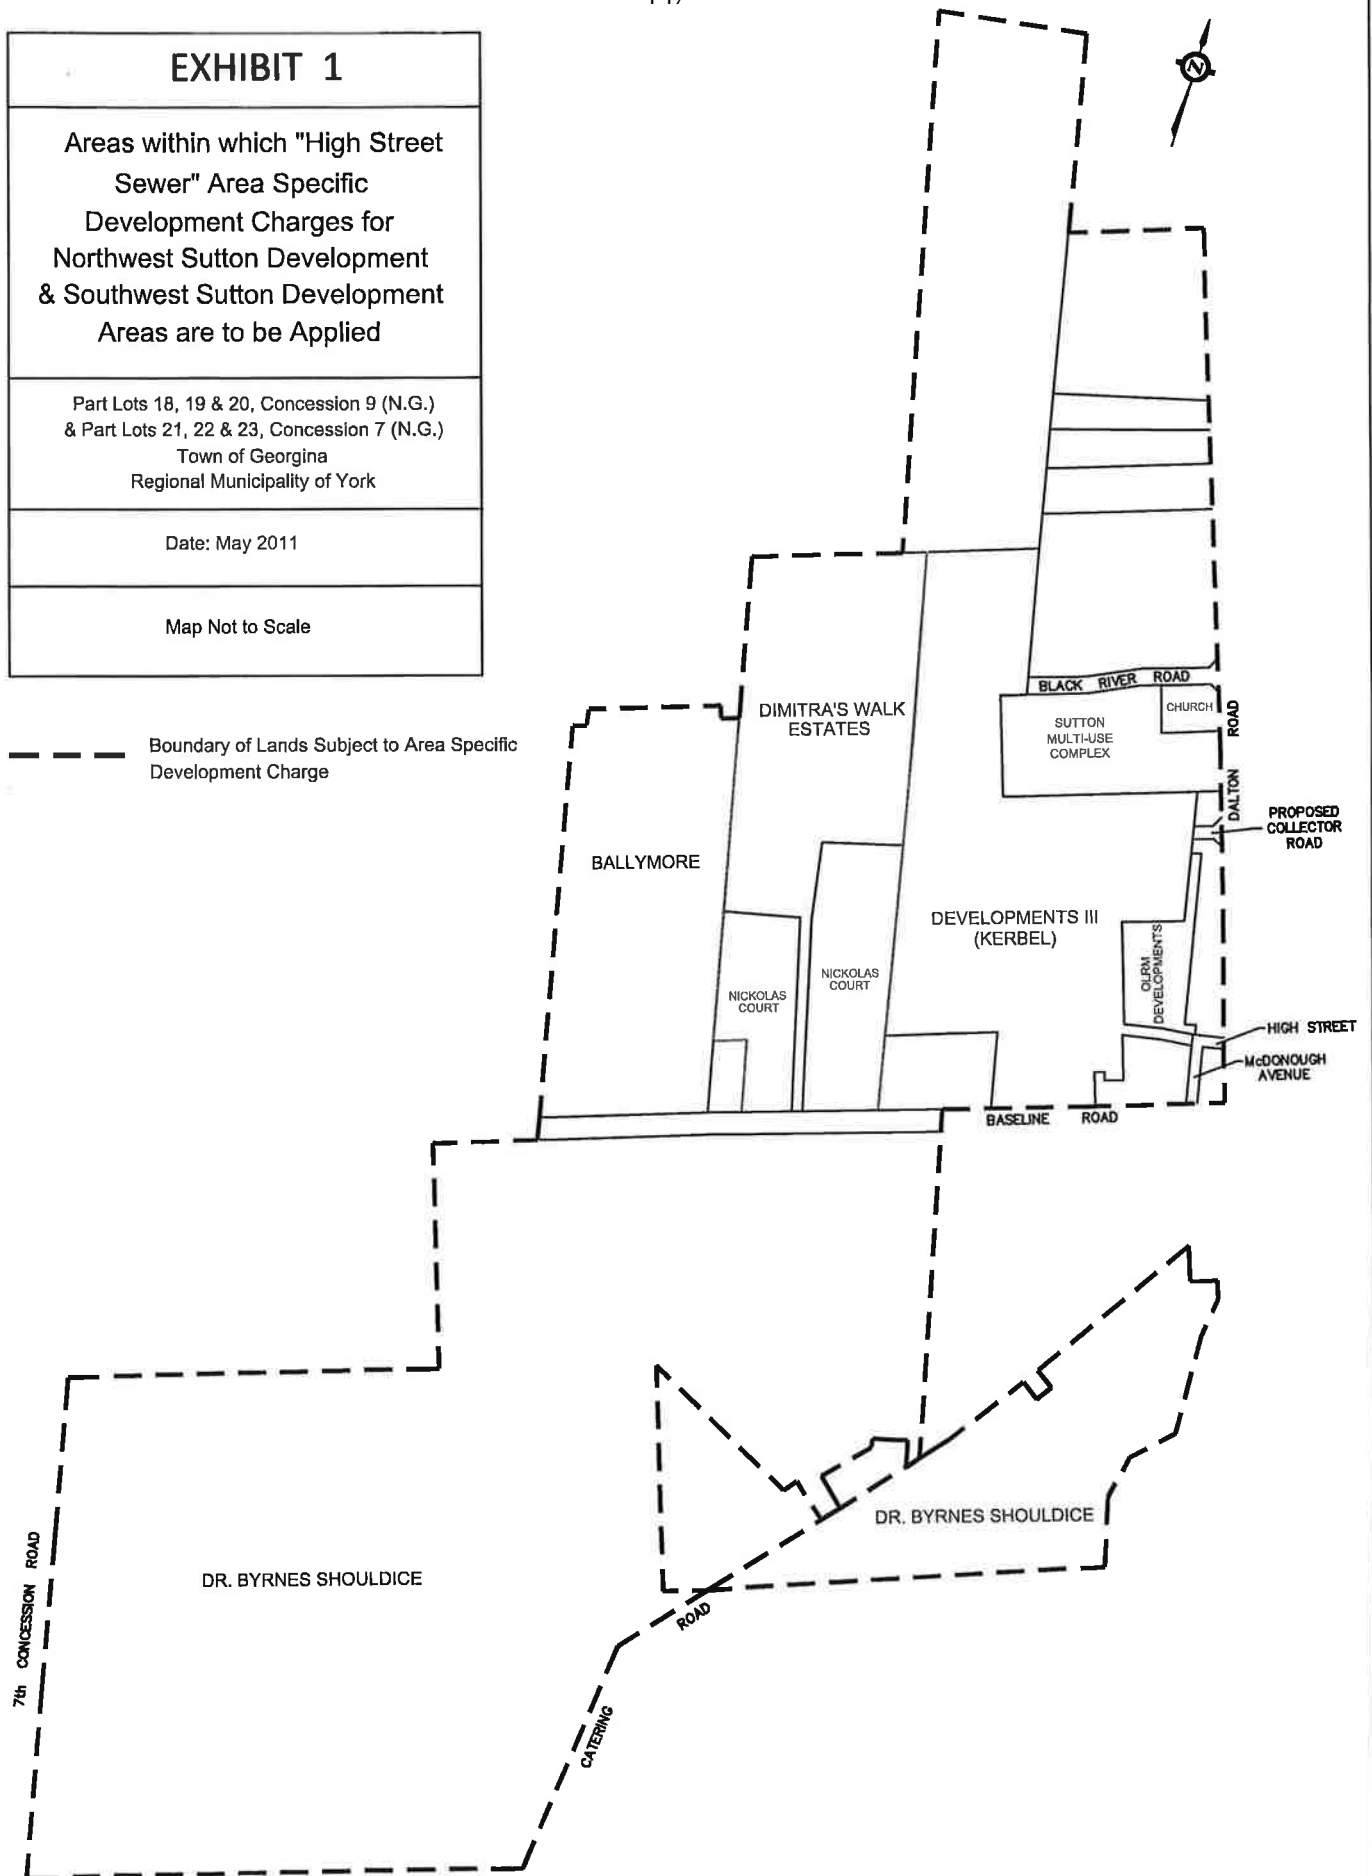 EXHIBIT 1
Areas within which "High Street
Sewer" Area Specific
Development Charges for
Northwest Sutton Development
& Southwest Sutton Development
Areas are to be Applied
Part Lots 18, 19 & 20, Concession 9 (N.G.)
& Part Lots 21, 22 & 23, Concession 7 (N.G.)
Town of Georgina
Regional Municipality of York
Date: May 2011
Map Not to Scale
Boundary of Lands Subject to Area Specific
Development Charge
N
BLACK RIVER ROAD
CHURCH
SUTTON
MULTI-USE
COMPLEX
DALTON ROAD
DIMITRA'S WALK
ESTATES
PROPOSED
COLLECTOR
ROAD
BALLYMORE
DEVELOPMENTS III
(KERBEL)
OLRM
DEVELOPMENTS
NICKOLAS
COURT
NICKOLAS
COURT
HIGH STREET
McDONOUGH
AVENUE
BASELINE ROAD
DR. BYRNES SHOULDICE
DR. BYRNES SHOULDICE
7th CONCESSION ROAD
CATERING ROAD